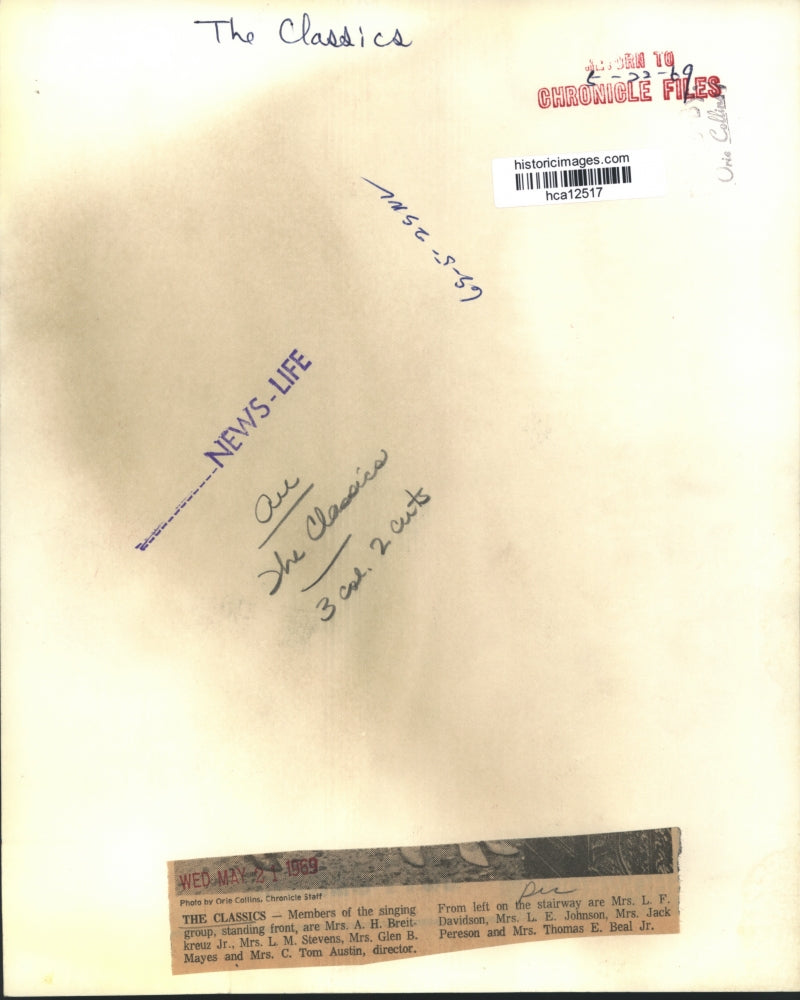 The Classics
RETURN TO
5-22-69
CHRONICLE FILES
Orie Collins
historicimages.com
hca12517
NEWS-LIFE
The Classics
3 col. 2 cuts
WED MAY 21 1969
Photo by Orie Collins, Chronicle Staff
THE CLASSICS — Members of the singing
group, standing front, are Mrs. A. H. Breit-
kreuz Jr., Mrs. L. M. Stevens, Mrs. Glen B.
Mayes and Mrs. C. Tom Austin, director.
From left on the stairway are Mrs. L. F.
Davidson, Mrs. L. E. Johnson, Mrs. Jack
Pereson and Mrs. Thomas E. Beal Jr.